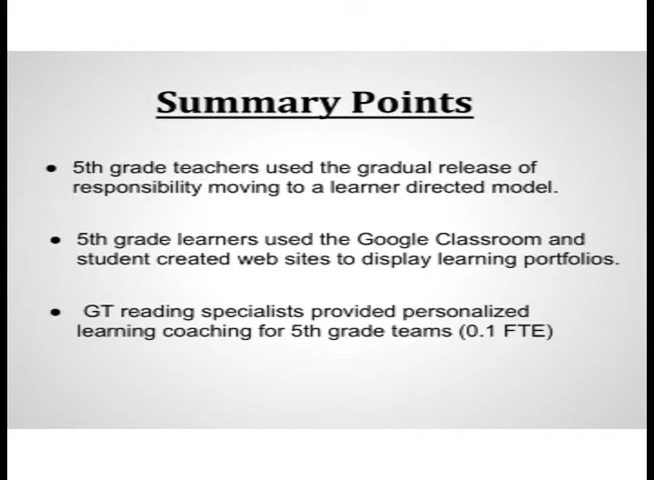 Summary Points
● 5th grade teachers used the gradual release of
responsibility moving to a learner directed model.
● 5th grade learners used the Google Classroom and
student created web sites to display learning portfolios.
● GT reading specialists provided personalized
learning coaching for 5th grade teams (0.1 FTE)